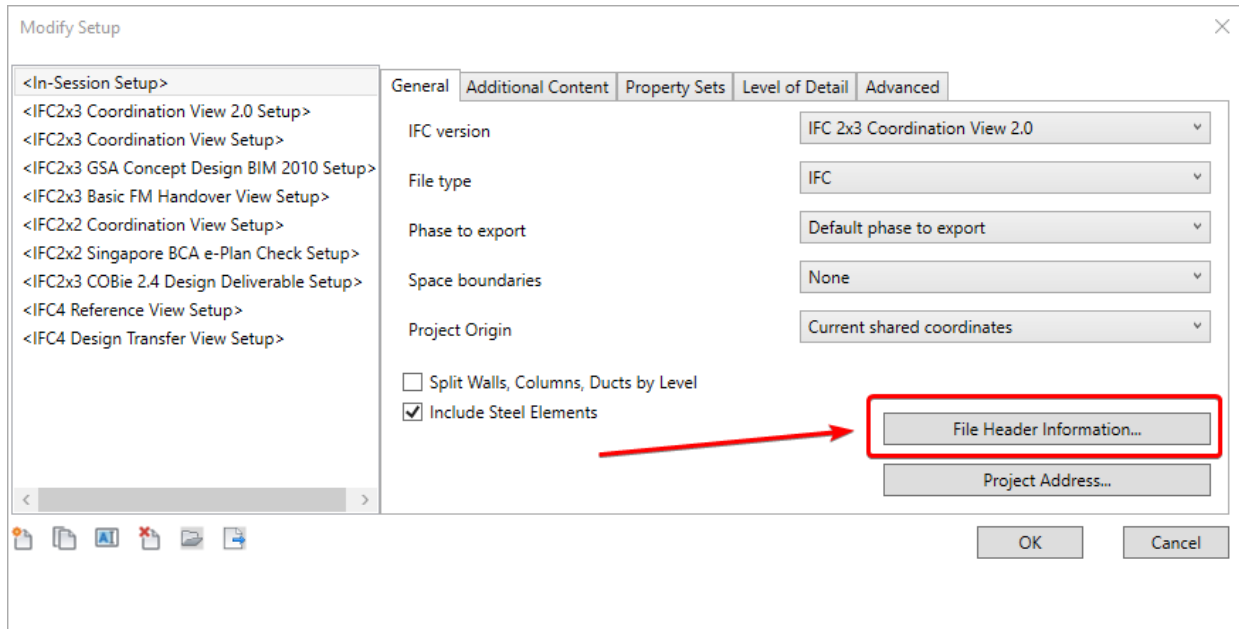 Modify Setup
<In-Session Setup>
<IFC2x3 Coordination View 2.0 Setup>
<IFC2x3 Coordination View Setup>
<IFC2x3 GSA Concept Design BIM 2010 Setup>
<IFC2x3 Basic FM Handover View Setup>
<IFC2x2 Coordination View Setup>
<IFC2x2 Singapore BCA e-Plan Check Setup>
<IFC2x3 COBie 2.4 Design Deliverable Setup>
<IFC4 Reference View Setup>
<IFC4 Design Transfer View Setup>
General Additional Content Property Sets Level of Detail Advanced
IFC version IFC 2x3 Coordination View 2.0
File type IFC
Phase to export Default phase to export
Space boundaries None
Project Origin Current shared coordinates
Split Walls, Columns, Ducts by Level
Include Steel Elements
File Header Information...
Project Address...
OK Cancel